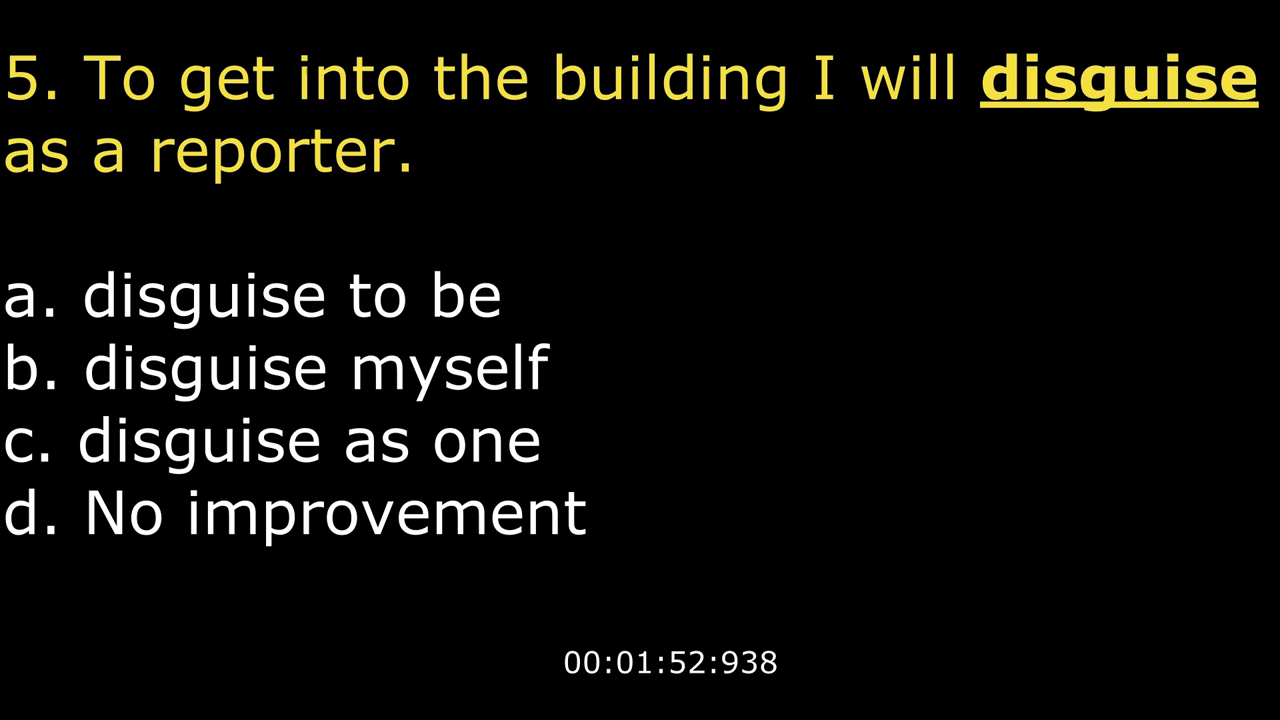 5. To get into the building I will disguise
as a reporter.
a. disguise to be
b. disguise myself
c. disguise as one
d. No improvement
00:01:52:938